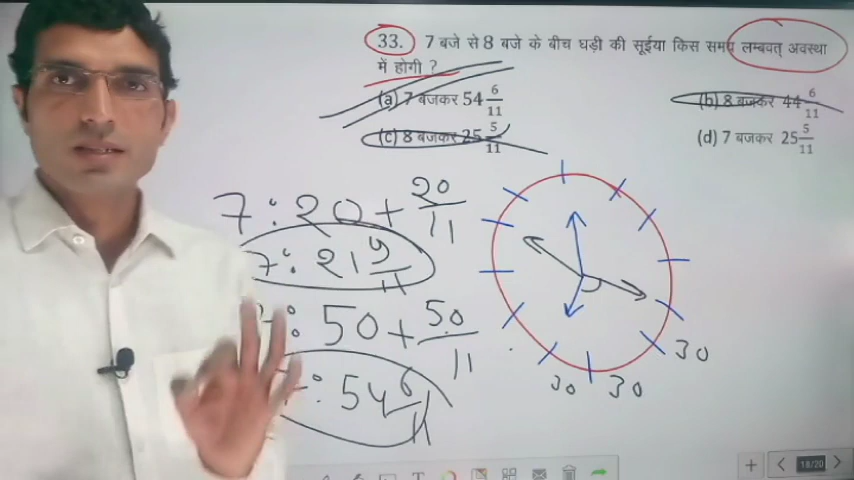 33. 7 बजे से 8 बजे के बीच घड़ी की सूईया किस समय लम्बवत् अवस्था
में होगी ?
(a) 7 बजकर 54 6/11
(b) 8 बजकर 44 6/11
(c) 8 बजकर 25 5/11
(d) 7 बजकर 25 5/11
7:20+20/11
7:21 9/11
: 50+50/11
: 54 6/11
30
30 30
18/20